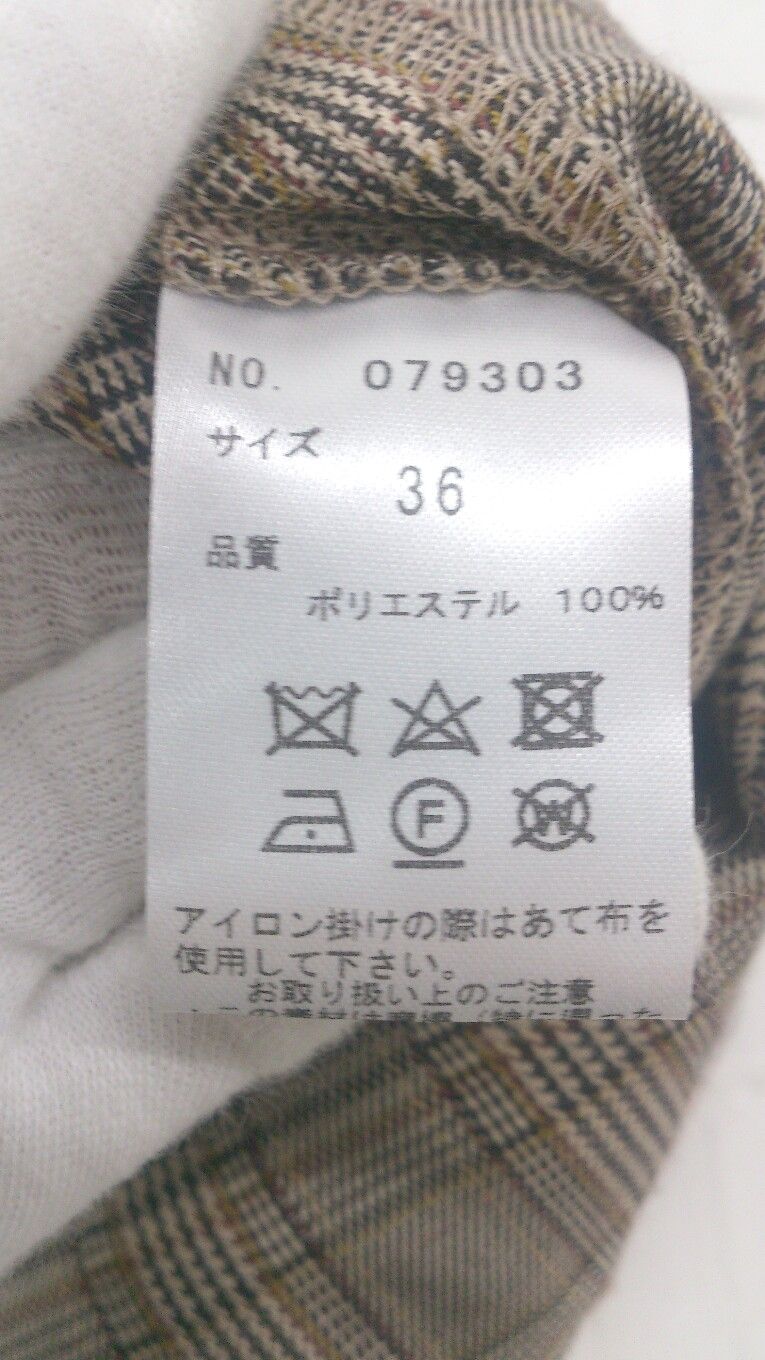 NO. 079303
サイズ
36
品質
ポリエステル 100%
F
W
アイロン掛けの際はあて布を
使用して下さい。
お取り扱い上のご注意